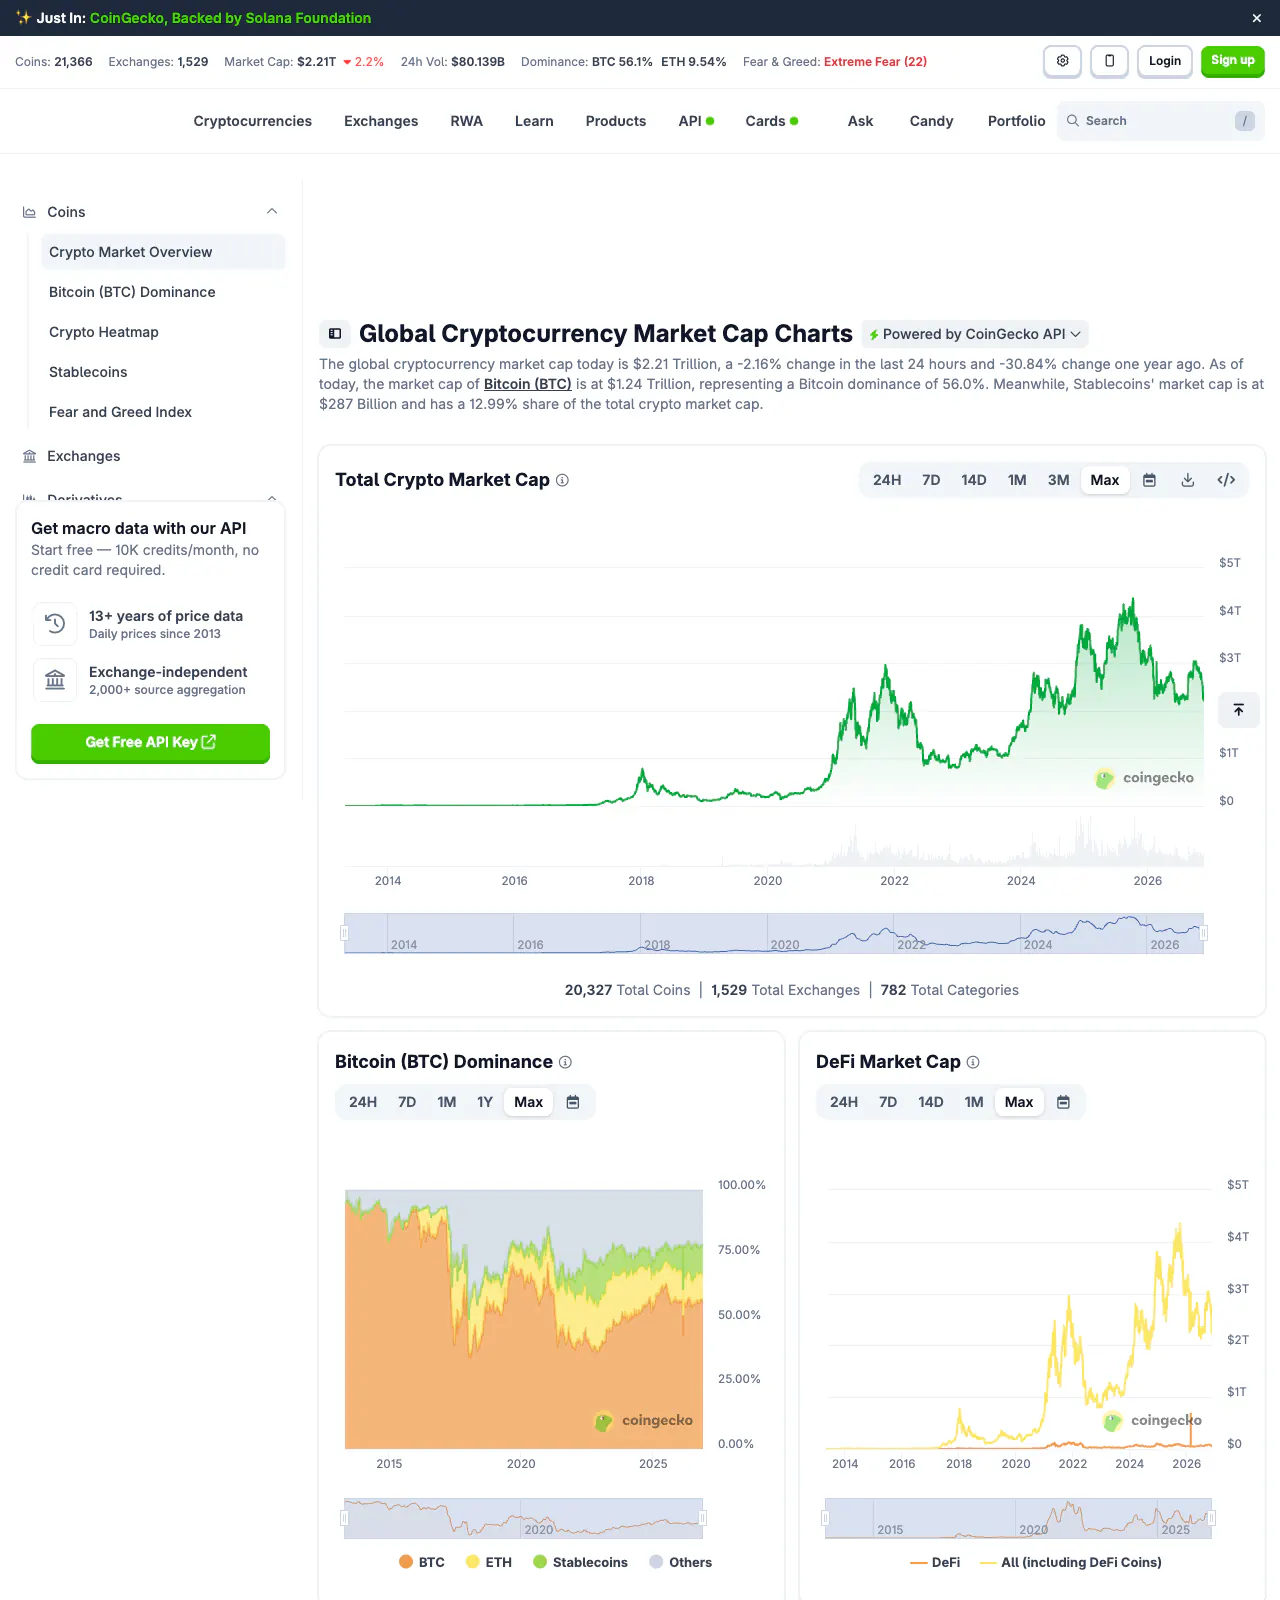 ✨ Just In: CoinGecko, Backed by Solana Foundation
Coins: 21,366 Exchanges: 1,529 Market Cap: $2.21T 2.2% 24h Vol: $80.139B Dominance: BTC 56.1% ETH 9.54% Fear & Greed: Extreme Fear (22)
Login
Sign up
Cryptocurrencies Exchanges RWA Learn Products API Cards Ask Candy Portfolio
Search /
Coins
Crypto Market Overview
Bitcoin (BTC) Dominance
Crypto Heatmap
Stablecoins
Fear and Greed Index
Exchanges
Derivatives
Get macro data with our API
Start free — 10K credits/month, no
credit card required.
13+ years of price data
Daily prices since 2013
Exchange-independent
2,000+ source aggregation
Get Free API Key
Global Cryptocurrency Market Cap Charts
Powered by CoinGecko API
The global cryptocurrency market cap today is $2.21 Trillion, a -2.16% change in the last 24 hours and -30.84% change one year ago. As of
today, the market cap of Bitcoin (BTC) is at $1.24 Trillion, representing a Bitcoin dominance of 56.0%. Meanwhile, Stablecoins' market cap is at
$287 Billion and has a 12.99% share of the total crypto market cap.
Total Crypto Market Cap
24H 7D 14D 1M 3M Max
$5T
$4T
$3T
$1T
$0
coingecko
2014 2016 2018 2020 2022 2024 2026
2014 2016 2018 2020 2022 2024 2026
20,327 Total Coins | 1,529 Total Exchanges | 782 Total Categories
Bitcoin (BTC) Dominance
24H 7D 1M 1Y Max
100.00%
75.00%
50.00%
25.00%
0.00%
coingecko
2015 2020 2025
2020
BTC ETH Stablecoins Others
DeFi Market Cap
24H 7D 14D 1M Max
$5T
$4T
$3T
$2T
$1T
$0
coingecko
2014 2016 2018 2020 2022 2024 2026
2015 2020 2025
DeFi All (including DeFi Coins)